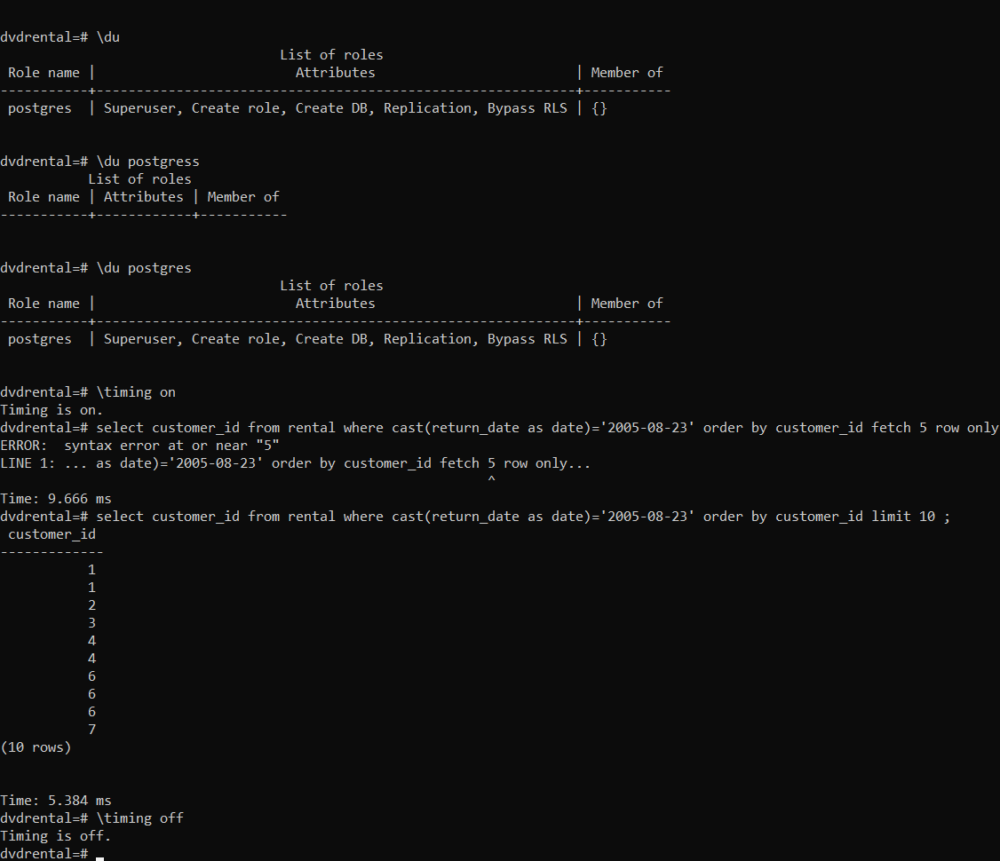 dvdrental=# \du
                                   List of roles
 Role name |                         Attributes                         | Member of
-----------+------------------------------------------------------------+-----------
 postgres  | Superuser, Create role, Create DB, Replication, Bypass RLS | {}
dvdrental=# \du postgress
           List of roles
 Role name | Attributes | Member of
-----------+------------+-----------
dvdrental=# \du postgres
                                   List of roles
 Role name |                         Attributes                         | Member of
-----------+------------------------------------------------------------+-----------
 postgres  | Superuser, Create role, Create DB, Replication, Bypass RLS | {}
dvdrental=# \timing on
Timing is on.
dvdrental=# select customer_id from rental where cast(return_date as date)='2005-08-23' order by customer_id fetch 5 row only
ERROR:  syntax error at or near "5"
LINE 1: ... as date)='2005-08-23' order by customer_id fetch 5 row only...
                                                             ^
Time: 9.666 ms
dvdrental=# select customer_id from rental where cast(return_date as date)='2005-08-23' order by customer_id limit 10 ;
 customer_id
-------------
           1
           1
           2
           3
           4
           4
           6
           6
           6
           7
(10 rows)
Time: 5.384 ms
dvdrental=# \timing off
Timing is off.
dvdrental=#